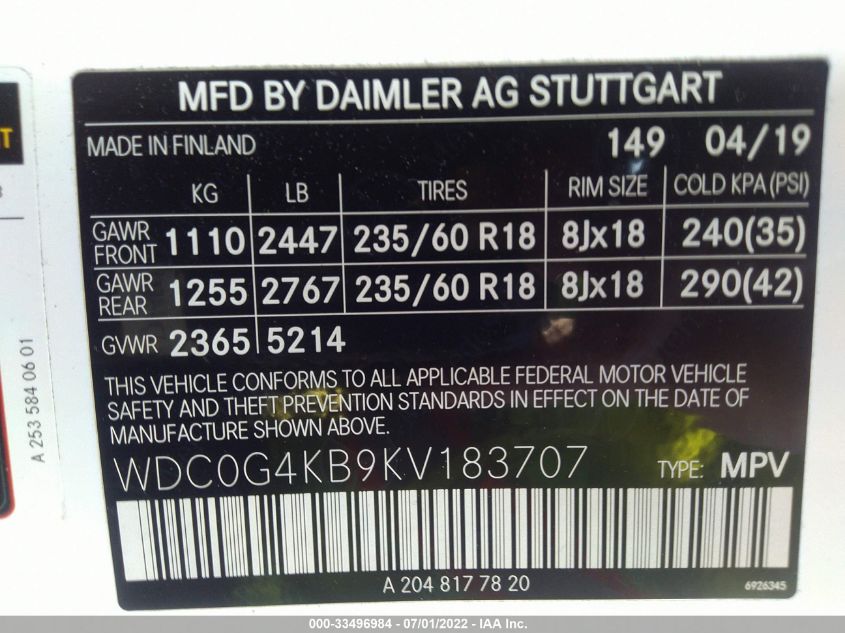 MFD BY DAIMLER AG STUTTGART
MADE IN FINLAND 149 04/19
KG LB TIRES RIM SIZE COLD KPA (PSI)
GAWR FRONT 1110 2447 235/60 R18 8Jx18 240(35)
GAWR REAR 1255 2767 235/60 R18 8Jx18 290(42)
GVWR 2365 5214
THIS VEHICLE CONFORMS TO ALL APPLICABLE FEDERAL MOTOR VEHICLE
SAFETY AND THEFT PREVENTION STANDARDS IN EFFECT ON THE DATE OF
MANUFACTURE SHOWN ABOVE.
WDC0G4KB9KV183707 TYPE: MPV
A 204 817 78 20 6926345
A 253 584 06 01
000-33496984 - 07/01/2022 - IAA Inc.